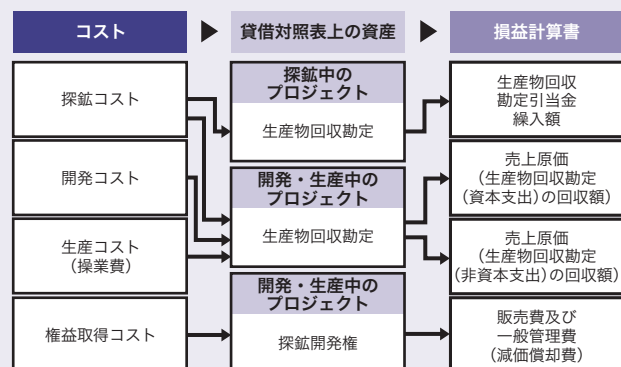 コスト
貸借対照表上の資産
損益計算書
探鉱コスト
開発コスト
生産コスト
(操業費)
権益取得コスト
探鉱中の
プロジェクト
生産物回収勘定
開発・生産中の
プロジェクト
生産物回収勘定
開発・生産中の
プロジェクト
探鉱開発権
生産物回収
勘定引当金
繰入額
売上原価
(生産物回収勘定
(資本支出)の回収額)
売上原価
(生産物回収勘定
(非資本支出)の回収額)
販売費及び
一般管理費
(減価償却費)